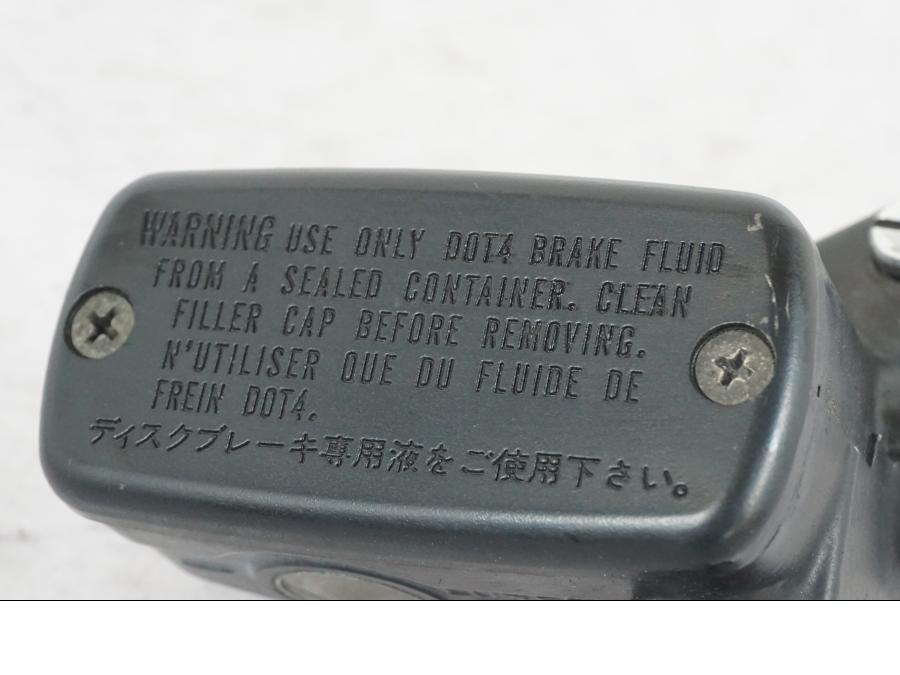 WARNING USE ONLY DOT4 BRAKE FLUID
FROM A SEALED CONTAINER. CLEAN
FILLER CAP BEFORE REMOVING.
N'UTILISER QUE DU FLUIDE DE
FREIN DOT4.
ディスクブレーキ専用液をご使用下さい。